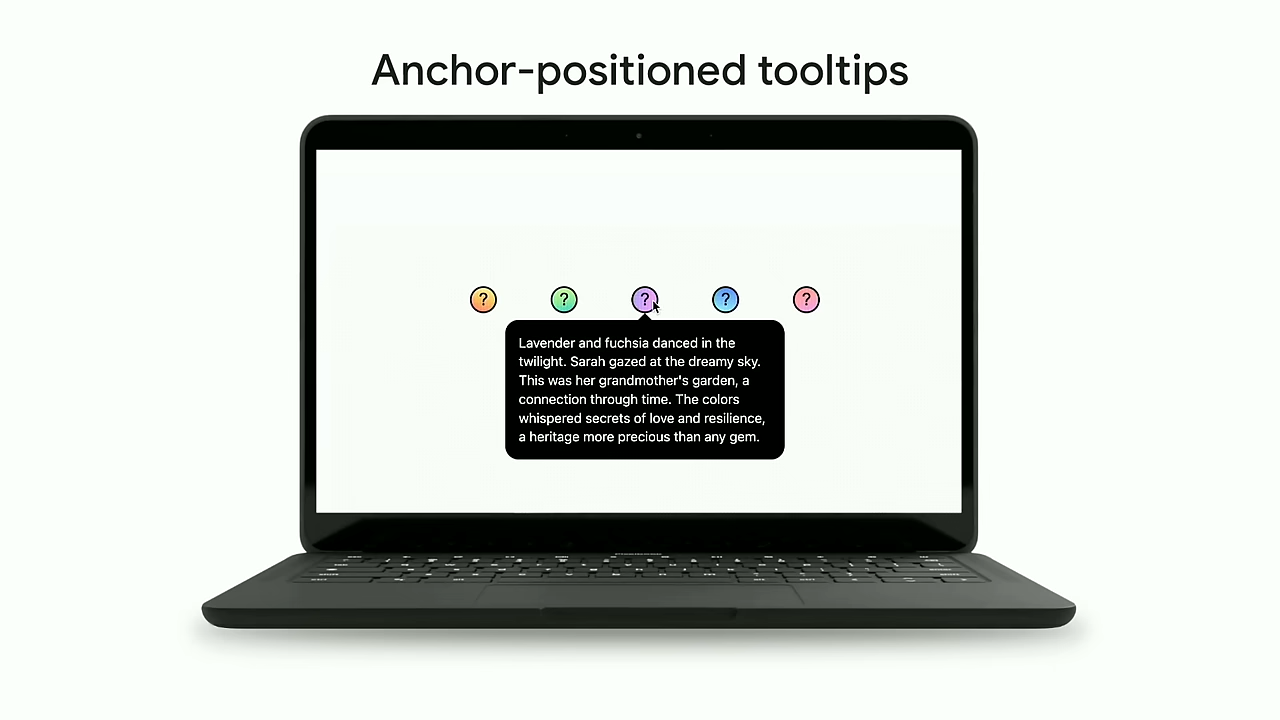 Anchor-positioned tooltips
? ? ? ? ?
Lavender and fuchsia danced in the
twilight. Sarah gazed at the dreamy sky.
This was her grandmother's garden, a
connection through time. The colors
whispered secrets of love and resilience,
a heritage more precious than any gem.